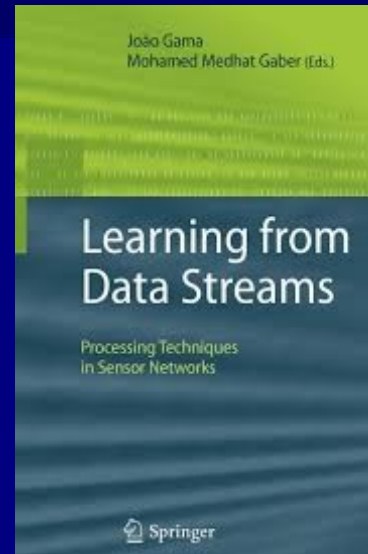 João Gama
Mohamed Medhat Gaber (Eds.)
Learning from
Data Streams
Processing Techniques
in Sensor Networks
Springer